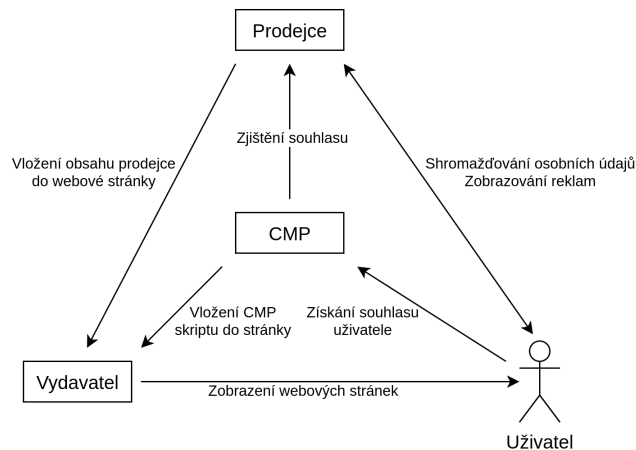 Prodejce
Zjištění souhlasu
Vložení obsahu prodejce
do webové stránky
Shromažďování osobních údajů
Zobrazování reklam
CMP
Vložení CMP
skriptu do stránky
Získání souhlasu
uživatele
Vydavatel
Zobrazení webových stránek
Uživatel